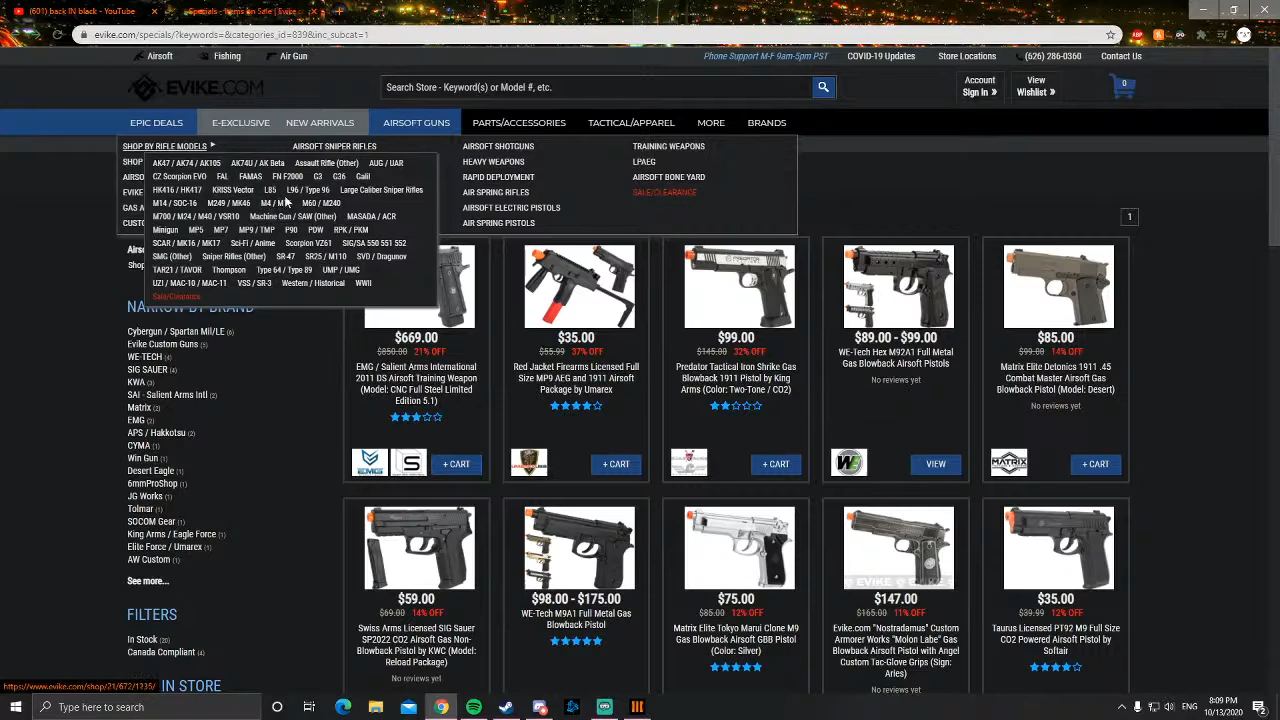 (601) back IN black - YouTube
Specials - Items on Sale | Evike
evike.com/specials/?keywords=&categories_id=839&inc_subcat=1
ABP
Airsoft Fishing Air Gun
Phone Support M-F 9am-5pm PST COVID-19 Updates Store Locations (626) 286-0360 Contact Us
EVIKE.COM
Search Store - Keyword(s) or Model #, etc.
Account
Sign In »
View
Wishlist »
0
EPIC DEALS E-EXCLUSIVE NEW ARRIVALS AIRSOFT GUNS PARTS/ACCESSORIES TACTICAL/APPAREL MORE BRANDS
SHOP BY RIFLE MODELS AIRSOFT SNIPER RIFLES AIRSOFT SHOTGUNS TRAINING WEAPONS
SHOP HEAVY WEAPONS LPAEG
AIRSO RAPID DEPLOYMENT AIRSOFT BONE YARD
AIRSO AIR SPRING RIFLES SALE/CLEARANCE
GAS A AIRSOFT ELECTRIC PISTOLS
CUSTO AIR SPRING PISTOLS
AK47 / AK74 / AK105 AK74U / AK Beta Assault Rifle (Other) AUG / UAR
CZ Scorpion EVO FAL FAMAS FN F2000 G3 G36 Galil
HK416 / HK417 KRISS Vector L85 L96 / Type 96 Large Caliber Sniper Rifles
M14 / SOC-16 M249 / MK46 M4 / M M60 / M240
M700 / M24 / M40 / VSR10 Machine Gun / SAW (Other) MASADA / ACR
Minigun MP5 MP7 MP9 / TMP P90 PDW RPK / PKM
SCAR / MK16 / MK17 Sci-Fi / Anime Scorpion VZ61 SIG/SA 550 551 552
SMG (Other) Sniper Rifles (Other) SR-47 SR25 / M110 SVD / Dragunov
TAR21 / TAVOR Thompson Type 64 / Type 89 UMP / UMG
UZI / MAC-10 / MAC-11 VSS / SR-3 Western / Historical WWII
Sale/Clearance
1
Airso
Shop
NARROW BY BRAND
Cybergun / Spartan Mil/LE (6)
Evike Custom Guns (5)
WE-TECH (4)
SIG SAUER (4)
KWA (3)
SAI - Salient Arms Intl (2)
Matrix (2)
EMG (2)
APS / Hakkotsu (2)
CYMA (1)
Win Gun (1)
Desert Eagle (1)
6mmProShop (1)
JG Works (1)
Tolmar (1)
SOCOM Gear (1)
King Arms / Eagle Force (1)
Elite Force / Umarex (1)
AW Custom (1)
See more...
FILTERS
In Stock (20)
Canada Compliant (4)
IN STORE
$669.00
$850.00 21% OFF
EMG / Salient Arms International
2011 DS Airsoft Training Weapon
(Model: CNC Full Steel Limited
Edition 5.1)
EMG S + CART
$35.00
$55.99 37% OFF
Red Jacket Firearms Licensed Full
Size MP9 AEG and 1911 Airsoft
Package by Umarex
+ CART
PREDATOR
$99.00
$145.00 32% OFF
Predator Tactical Iron Shrike Gas
Blowback 1911 Pistol by King
Arms (Color: Two-Tone / CO2)
+ CART
$89.00 - $99.00
WE-Tech Hex M92A1 Full Metal
Gas Blowback Airsoft Pistols
No reviews yet
W VIEW
$85.00
$99.00 14% OFF
Matrix Elite Detonics 1911 .45
Combat Master Airsoft Gas
Blowback Pistol (Model: Desert)
No reviews yet
MATRIX + CART
$59.00
$69.00 14% OFF
Swiss Arms Licensed SIG Sauer
SP2022 CO2 Airsoft Gas Non-
Blowback Pistol by KWC (Model:
Reload Package)
No reviews yet
$98.00 - $175.00
WE-Tech M9A1 Full Metal Gas
Blowback Pistol
$75.00
$85.00 12% OFF
Matrix Elite Tokyo Marui Clone M9
Gas Blowback Airsoft GBB Pistol
(Color: Silver)
EVIKE
$147.00
$165.00 11% OFF
Evike.com "Nostradamus" Custom
Armorer Works "Molon Labe" Gas
Blowback Airsoft Pistol with Angel
Custom Tac-Glove Grips (Sign:
Aries)
No reviews yet
$35.00
$39.99 12% OFF
Taurus Licensed PT92 M9 Full Size
CO2 Powered Airsoft Pistol by
Softair
https://www.evike.com/shop/21/672/1335/
Type here to search
ENG
8:09 PM
10/13/2020
2